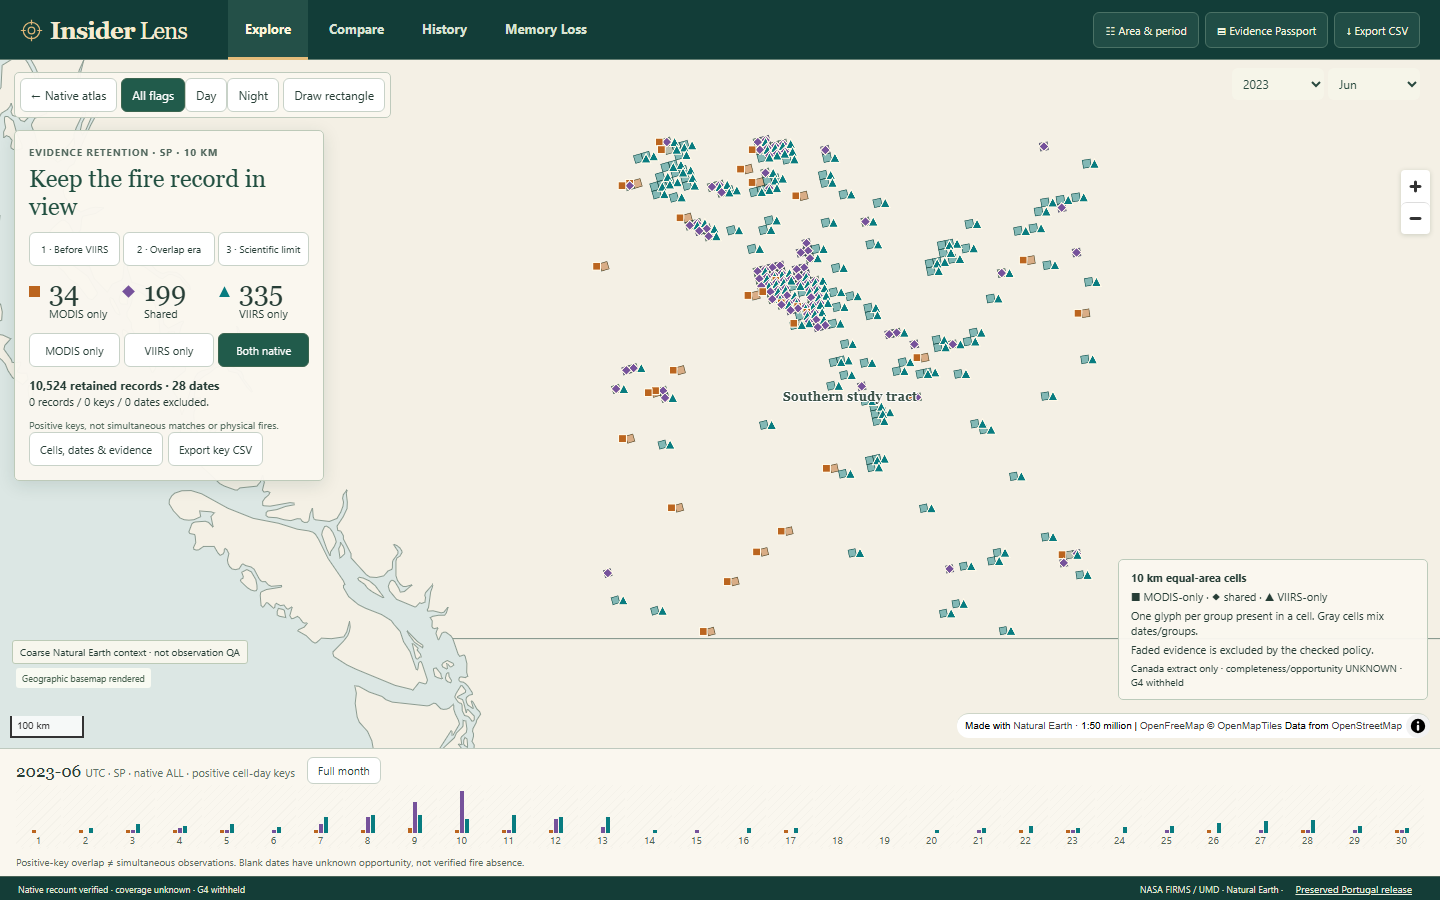 Insider Lens
Explore
Compare
History
Memory Loss
Area & period
Evidence Passport
↓ Export CSV
← Native atlas
All flags
Day
Night
Draw rectangle
2023
Jun
EVIDENCE RETENTION · SP · 10 KM
Keep the fire record in
view
1 · Before VIIRS
2 · Overlap era
3 · Scientific limit
34
MODIS only
199
Shared
335
VIIRS only
MODIS only
VIIRS only
Both native
10,524 retained records · 28 dates
0 records / 0 keys / 0 dates excluded.
Positive keys, not simultaneous matches or physical fires.
Cells, dates & evidence
Export key CSV
+
−
Southern study tract
10 km equal-area cells
■ MODIS-only · ◆ shared · ▲ VIIRS-only
One glyph per group present in a cell. Gray cells mix
dates/groups.
Faded evidence is excluded by the checked policy.
Canada extract only · completeness/opportunity UNKNOWN ·
G4 withheld
Coarse Natural Earth context · not observation QA
Geographic basemap rendered
100 km
Made with Natural Earth · 1:50 million | OpenFreeMap © OpenMapTiles Data from OpenStreetMap
2023-06 UTC · SP · native ALL · positive cell-day keys
Full month
1 2 3 4 5 6 7 8 9 10 11 12 13 14 15 16 17 18 19 20 21 22 23 24 25 26 27 28 29 30
Positive-key overlap ≠ simultaneous observations. Blank dates have unknown opportunity, not verified fire absence.
Native recount verified · coverage unknown · G4 withheld
NASA FIRMS / UMD · Natural Earth ·
Preserved Portugal release